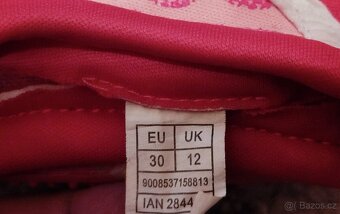 EU UK
30 12
9008537158813
IAN 2844
Bazos.cz